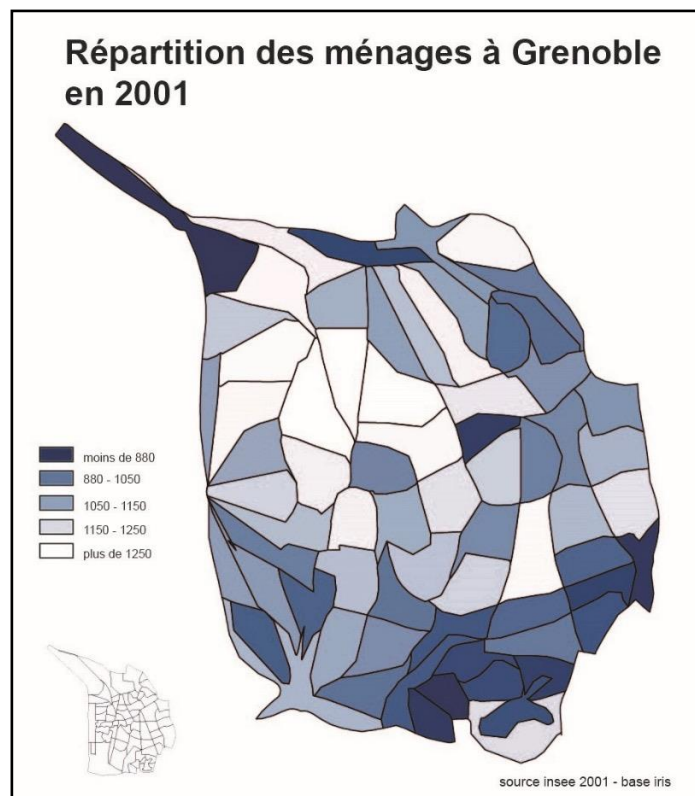 Répartition des ménages à Grenoble
en 2001
moins de 880
880 - 1050
1050 - 1150
1150 - 1250
plus de 1250
source insee 2001 - base iris